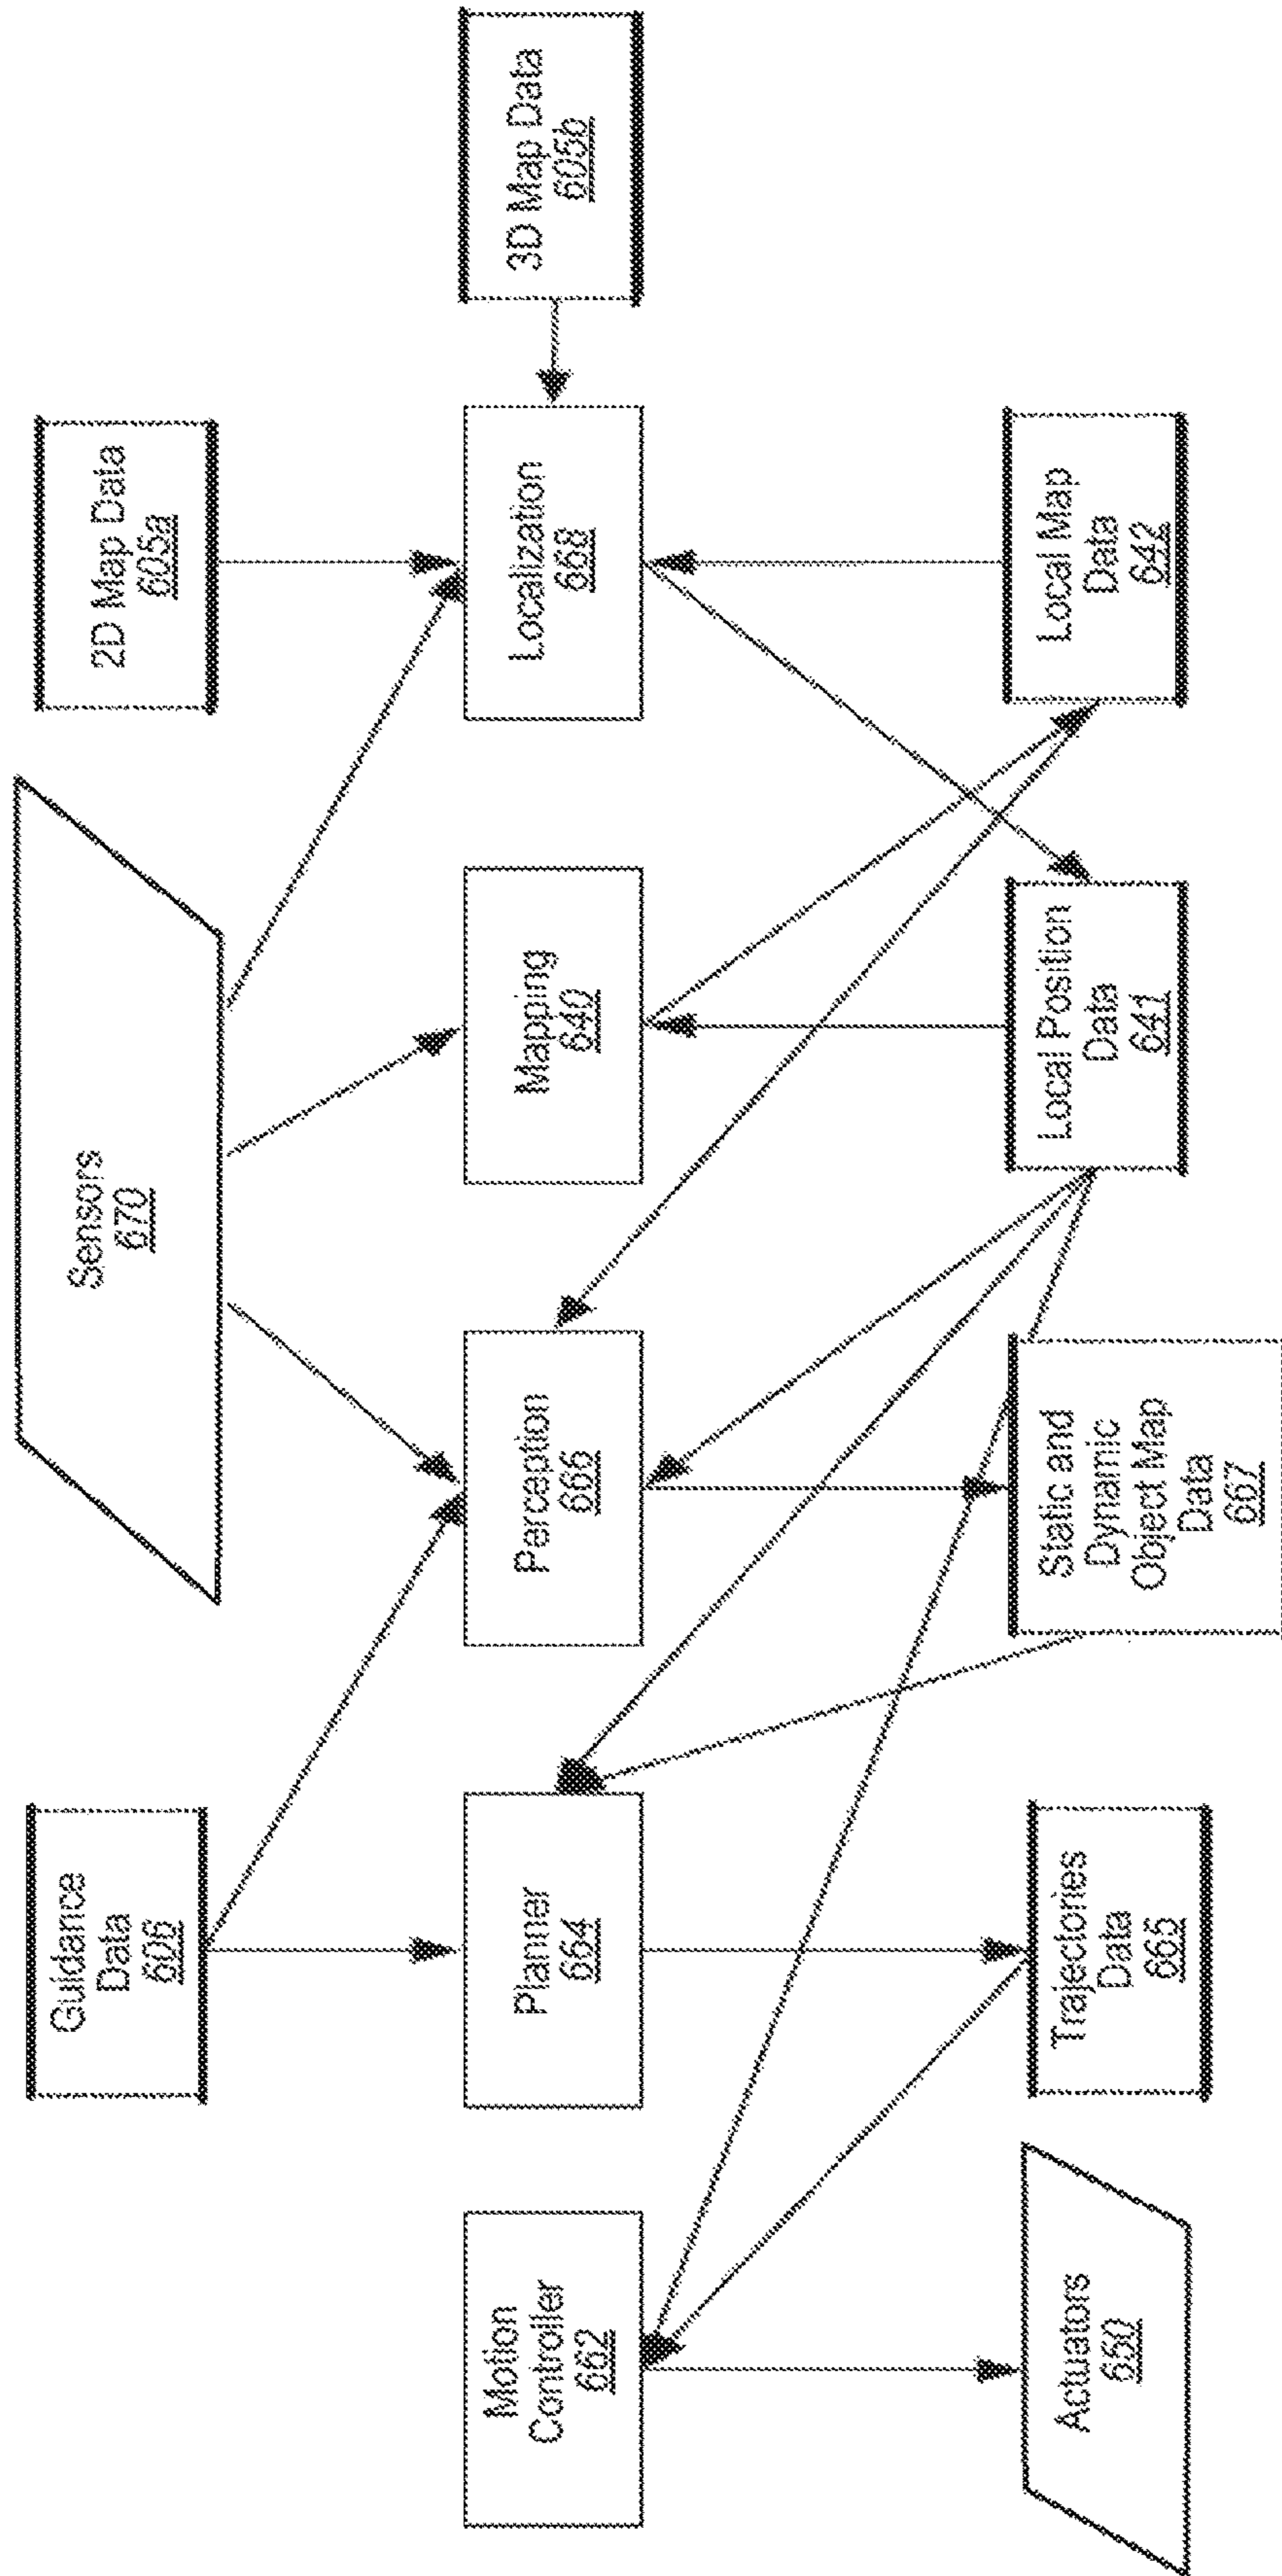 Guidance
Data
606
Sensors
670
2D Map Data
605a
Motion
Controller
662
Planner
664
Perception
666
Mapping
640
Localization
668
3D Map Data
605b
Actuators
650
Trajectories
Data
665
Static and
Dynamic
Object Map
Data
667
Local Position
Data
641
Local Map
Data
642